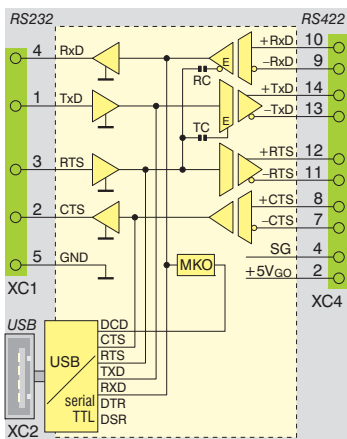 RS232 RS422
4 RxD +RxD 10
E −RxD 9
RC
1 TxD +TxD 14
E −TxD 13
TC
3 RTS +RTS 12
−RTS 11
2 CTS +CTS 8
−CTS 7
5 GND SG 4
MKO +5VGO 2
XC1 XC4
USB
DCD
CTS
USB RTS
TXD
RXD
serial DTR
TTL DSR
XC2